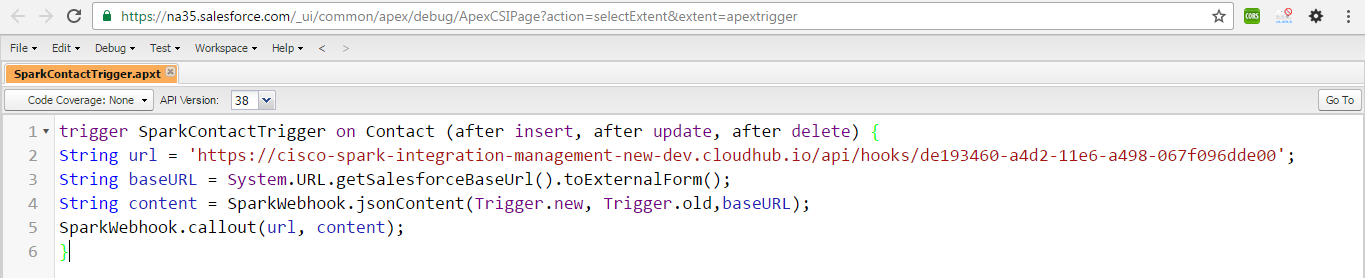 https://na35.salesforce.com/_ui/common/apex/debug/ApexCSIPage?action=selectExtent&extent=apextrigger
CORS
File Edit Debug Test Workspace Help < >
SparkContactTrigger.apxt
Code Coverage: None API Version: 38 Go To
1 trigger SparkContactTrigger on Contact (after insert, after update, after delete) {
2 String url = 'https://cisco-spark-integration-management-new-dev.cloudhub.io/api/hooks/de193460-a4d2-11e6-a498-067f096dde00';
3 String baseURL = System.URL.getSalesforceBaseUrl().toExternalForm();
4 String content = SparkWebhook.jsonContent(Trigger.new, Trigger.old,baseURL);
5 SparkWebhook.callout(url, content);
6 }